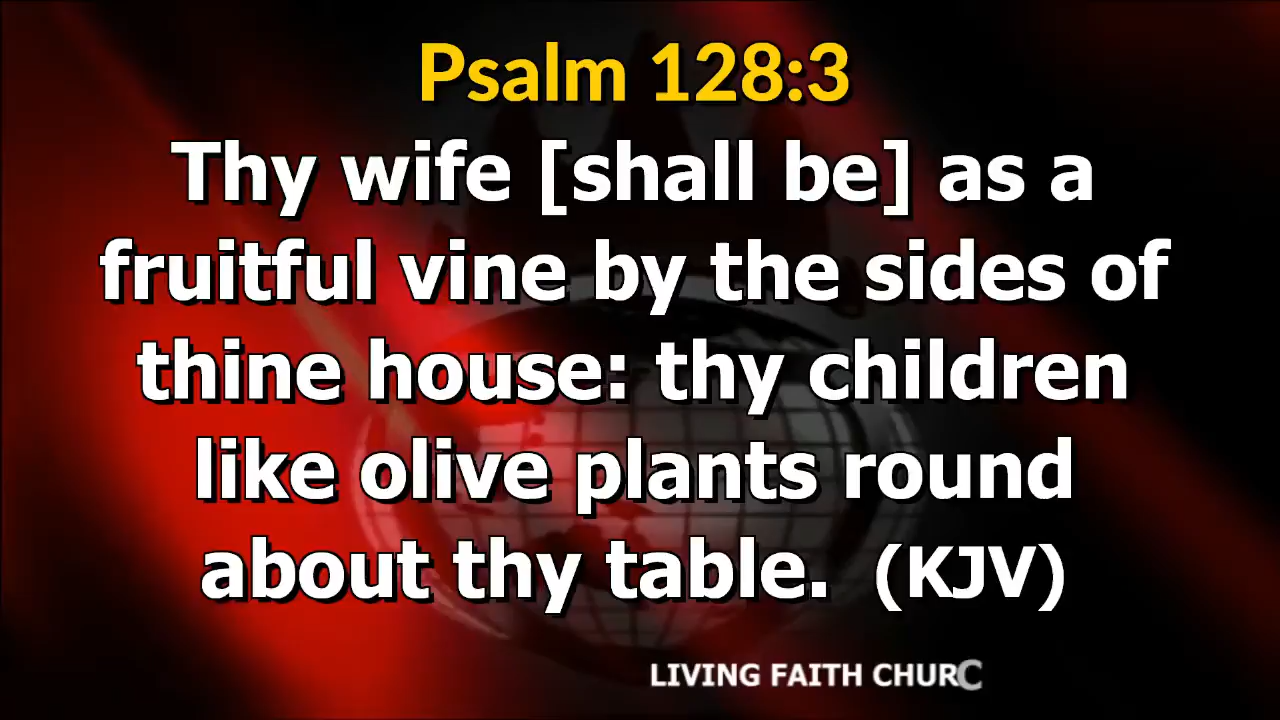 Psalm 128:3
Thy wife [shall be] as a
fruitful vine by the sides of
thine house: thy children
like olive plants round
about thy table. (KJV)
LIVING FAITH CHURC